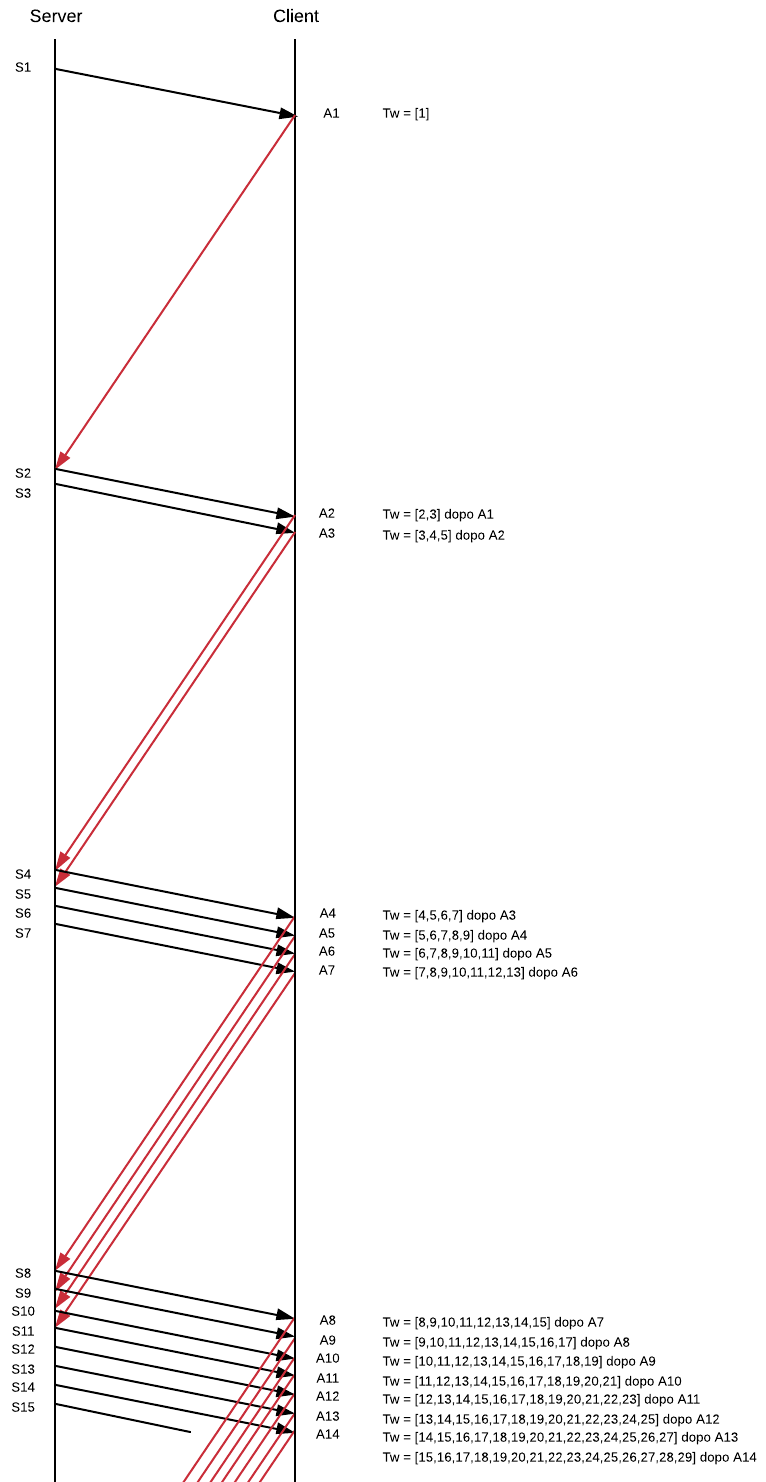 Server Client
S1
A1 Tw = [1]
S2
S3
A2 Tw = [2,3] dopo A1
A3 Tw = [3,4,5] dopo A2
S4
S5
S6
S7
A4 Tw = [4,5,6,7] dopo A3
A5 Tw = [5,6,7,8,9] dopo A4
A6 Tw = [6,7,8,9,10,11] dopo A5
A7 Tw = [7,8,9,10,11,12,13] dopo A6
S8
S9
S10
S11
S12
S13
S14
S15
A8 Tw = [8,9,10,11,12,13,14,15] dopo A7
A9 Tw = [9,10,11,12,13,14,15,16,17] dopo A8
A10 Tw = [10,11,12,13,14,15,16,17,18,19] dopo A9
A11 Tw = [11,12,13,14,15,16,17,18,19,20,21] dopo A10
A12 Tw = [12,13,14,15,16,17,18,19,20,21,22,23] dopo A11
A13 Tw = [13,14,15,16,17,18,19,20,21,22,23,24,25] dopo A12
A14 Tw = [14,15,16,17,18,19,20,21,22,23,24,25,26,27] dopo A13
Tw = [15,16,17,18,19,20,21,22,23,24,25,26,27,28,29] dopo A14